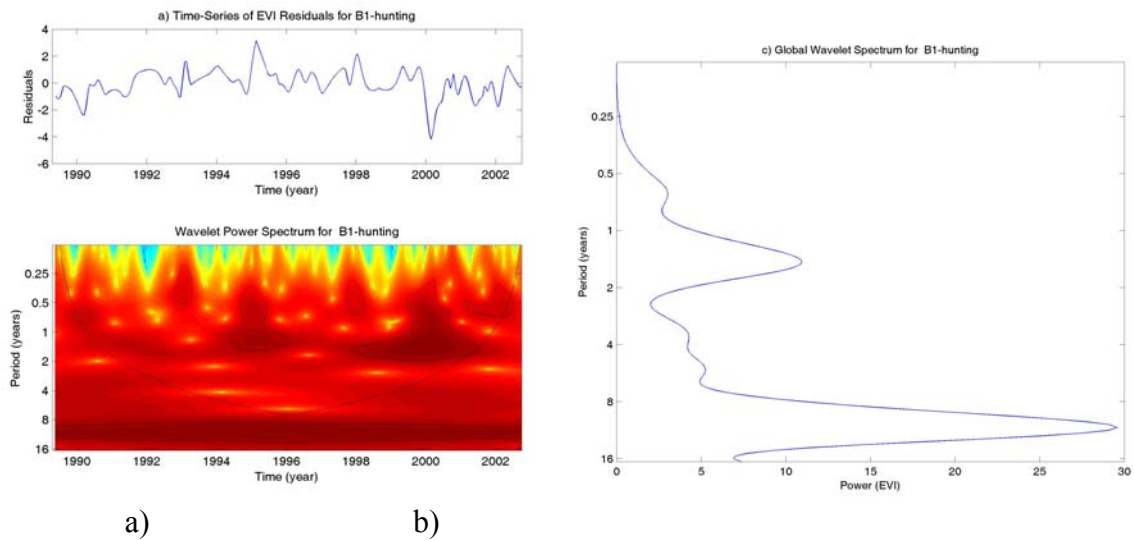 a) Time-Series of EVI Residuals for B1-hunting
Residuals
4
2
0
-2
-4
-6
1990 1992 1994 1996 1998 2000 2002
Time (year)
Wavelet Power Spectrum for B1-hunting
Period (years)
0.25
0.5
1
2
4
8
16
1990 1992 1994 1996 1998 2000 2002
Time (year)
c) Global Wavelet Spectrum for B1-hunting
Period (years)
0.25
0.5
1
2
4
8
16
0 5 10 15 20 25 30
Power (EVI)
a) b)